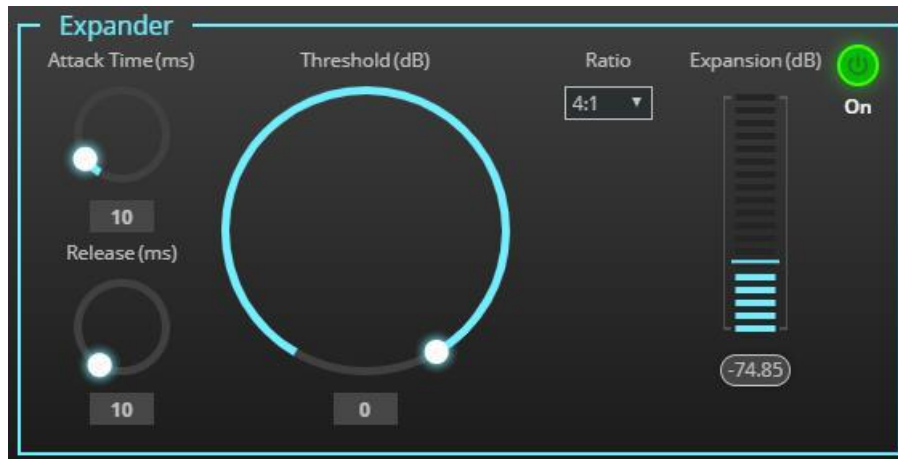 Expander
Attack Time (ms)
10
Release (ms)
10
Threshold (dB)
0
Ratio
4:1
Expansion (dB)
-74.85
On